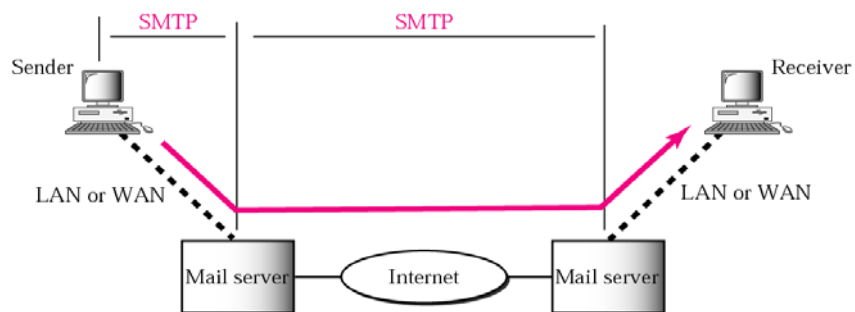 SMTP
SMTP
Sender
Receiver
LAN or WAN
LAN or WAN
Mail server
Internet
Mail server